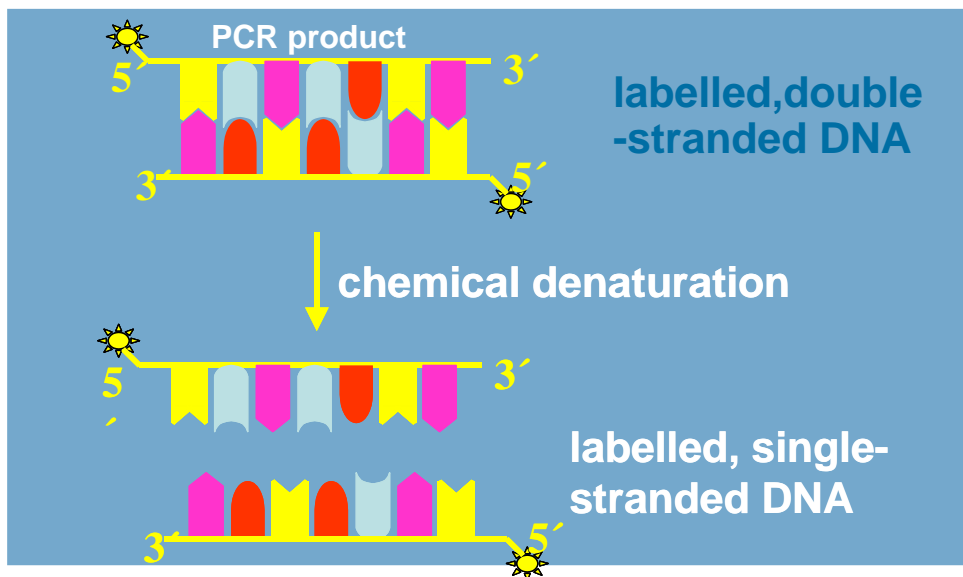 PCR product
5´
3´
labelled,double
-stranded DNA
3´
5´
chemical denaturation
5
´
3´
labelled, single-
stranded DNA
3´
5´